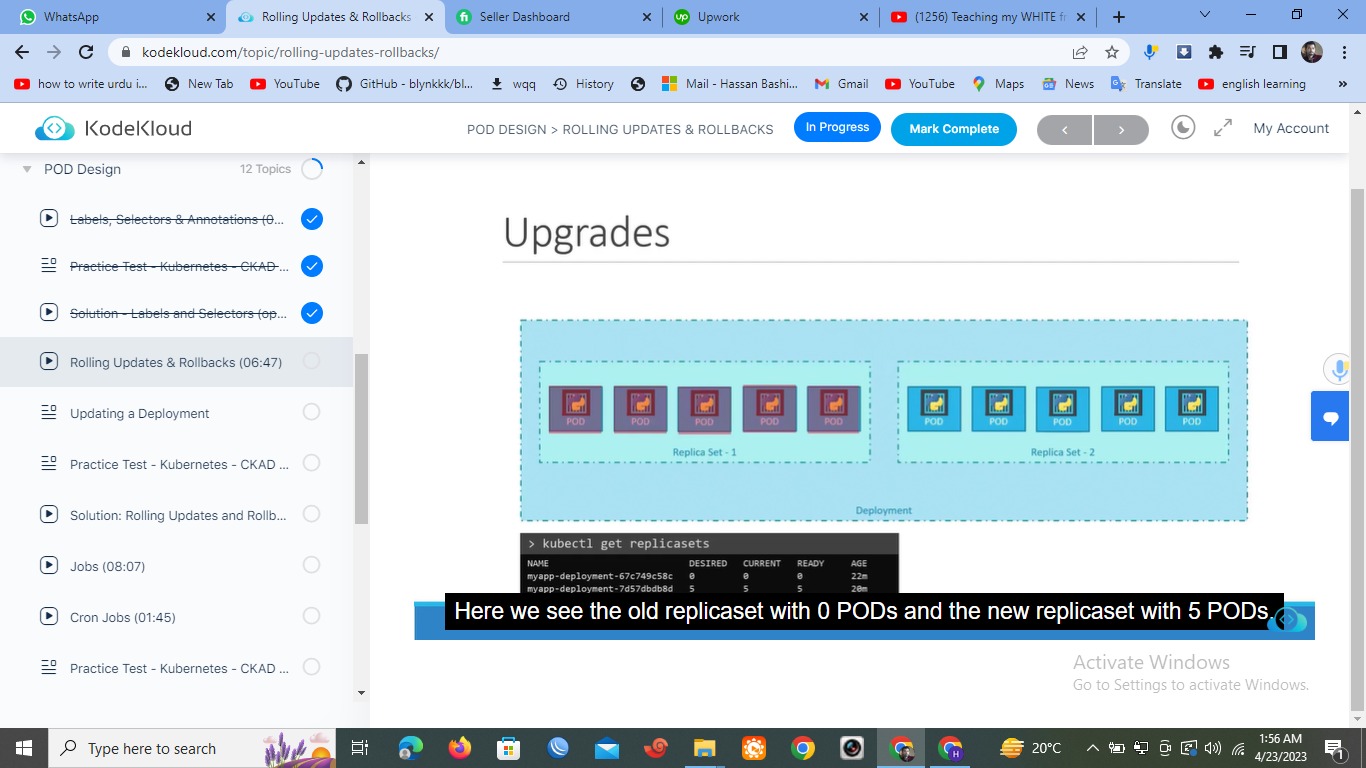 WhatsApp
Rolling Updates & Rollbacks
Seller Dashboard
Upwork
(1256) Teaching my WHITE fr
kodekloud.com/topic/rolling-updates-rollbacks/
how to write urdu i...
New Tab
YouTube
GitHub - blynkkk/bl...
wqq
History
Mail - Hassan Bashi...
Gmail
YouTube
Maps
News
Translate
english learning
»
KodeKloud
POD DESIGN > ROLLING UPDATES & ROLLBACKS
In Progress
Mark Complete
My Account
POD Design
12 Topics
Labels, Selectors & Annotations (0...
Practice Test - Kubernetes - CKAD ...
Solution - Labels and Selectors (op...
Rolling Updates & Rollbacks (06:47)
Updating a Deployment
Practice Test - Kubernetes - CKAD ...
Solution: Rolling Updates and Rollb...
Jobs (08:07)
Cron Jobs (01:45)
Practice Test - Kubernetes - CKAD ...
Upgrades
POD POD POD POD POD
Replica Set - 1
POD POD POD POD POD
Replica Set - 2
Deployment
> kubectl get replicasets
NAME DESIRED CURRENT READY AGE
myapp-deployment-67c749c58c 0 0 0 22m
myapp-deployment-7d57dbdb8d 5 5 5 20m
Here we see the old replicaset with 0 PODs and the new replicaset with 5 PODs.
Activate Windows
Go to Settings to activate Windows.
Type here to search
20°C
1:56 AM
4/23/2023